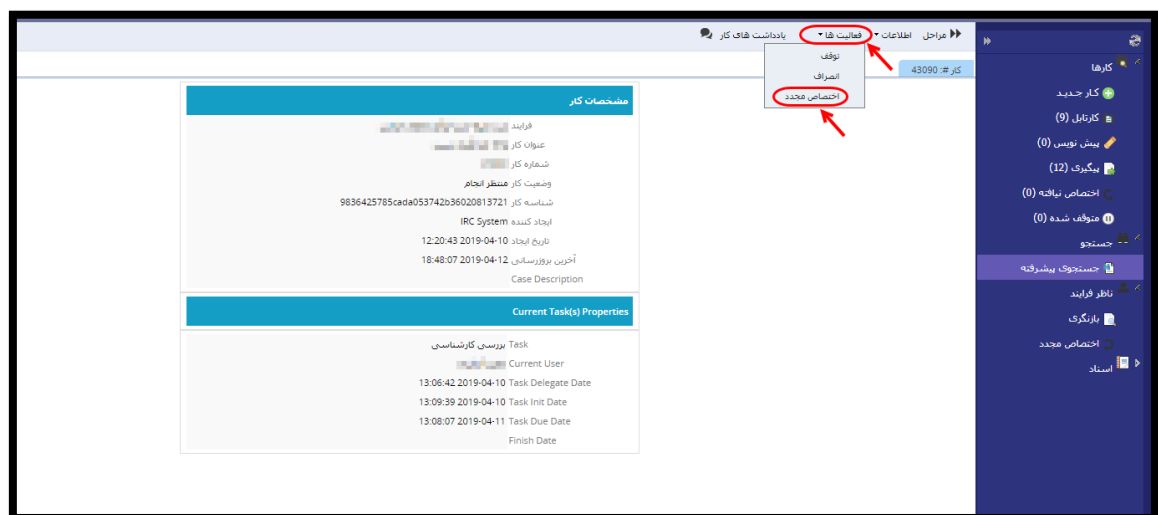 مراحل اطلاعات فعالیت ها یادداشت های کار
توقف
انصراف
اختصاص مجدد
کار #: 43090
مشخصات کار
فرایند
عنوان کار
شماره کار
وضعیت کار منتظر انجام
شناسه کار 9836425785cada053742b36020813721
ایجاد کننده IRC System
تاریخ ایجاد 2019-04-10 12:20:43
آخرین بروزرسانی 2019-04-12 18:48:07
Case Description
Current Task(s) Properties
Task بررسی کارشناسی
Current User
Task Delegate Date 2019-04-10 13:06:42
Task Init Date 2019-04-10 13:09:39
Task Due Date 2019-04-11 13:08:07
Finish Date
کارها
کار جدید
کارتابل (9)
پیش نویس (0)
پیگیری (12)
اختصاص نیافته (0)
متوقف شده (0)
جستجو
جستجوی پیشرفته
ناظر فرایند
بازنگری
اختصاص مجدد
اسناد